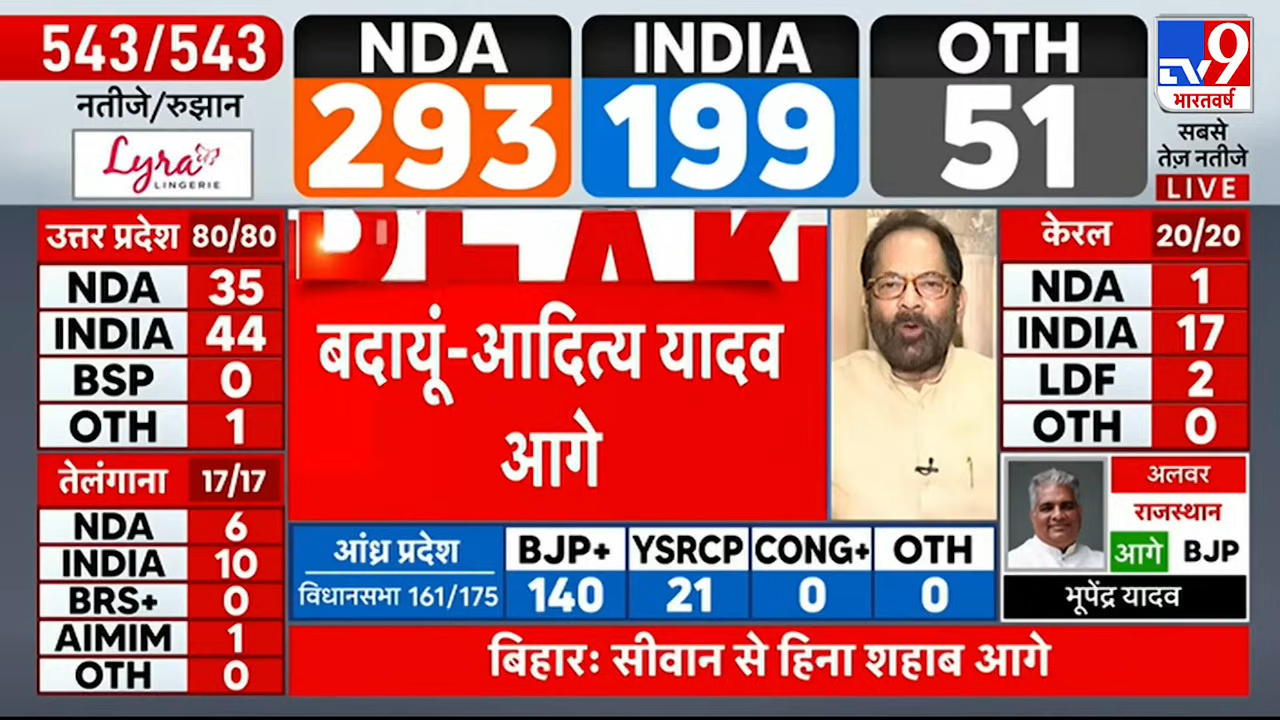 543/543
नतीजे/रुझान
Lyra
LINGERIE
NDA
293
INDIA
199
OTH
51
TV9
भारतवर्ष
सबसे
तेज़ नतीजे
LIVE
उत्तर प्रदेश 80/80
NDA 35
INDIA 44
BSP 0
OTH 1
तेलंगाना 17/17
NDA 6
INDIA 10
BRS+ 0
AIMIM 1
OTH 0
बदायूं-आदित्य यादव
आगे
आंध्र प्रदेश
विधानसभा 161/175
BJP+ YSRCP CONG+ OTH
140 21 0 0
केरल 20/20
NDA 1
INDIA 17
LDF 2
OTH 0
अलवर
राजस्थान
आगे BJP
भूपेंद्र यादव
बिहारः सीवान से हिना शहाब आगे